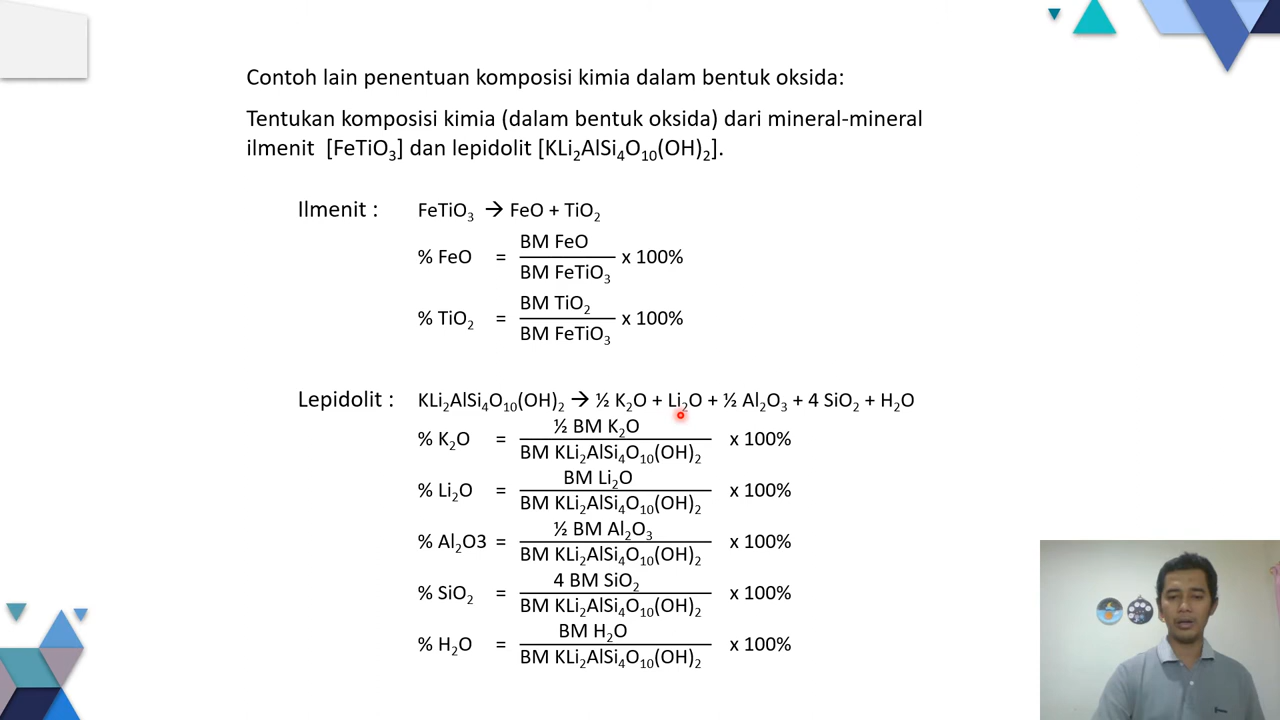 Contoh lain penentuan komposisi kimia dalam bentuk oksida:
Tentukan komposisi kimia (dalam bentuk oksida) dari mineral-mineral
ilmenit [FeTiO₃] dan lepidolit [KLi₂AlSi₄O₁₀(OH)₂].
Ilmenit : FeTiO₃ → FeO + TiO₂
BM FeO
% FeO = x 100%
BM FeTiO₃
BM TiO₂
% TiO₂ = x 100%
BM FeTiO₃
Lepidolit : KLi₂AlSi₄O₁₀(OH)₂ → ½ K₂O + Li₂O + ½ Al₂O₃ + 4 SiO₂ + H₂O
½ BM K₂O
% K₂O = x 100%
BM KLi₂AlSi₄O₁₀(OH)₂
BM Li₂O
% Li₂O = x 100%
BM KLi₂AlSi₄O₁₀(OH)₂
½ BM Al₂O₃
% Al₂O3 = x 100%
BM KLi₂AlSi₄O₁₀(OH)₂
4 BM SiO₂
% SiO₂ = x 100%
BM KLi₂AlSi₄O₁₀(OH)₂
BM H₂O
% H₂O = x 100%
BM KLi₂AlSi₄O₁₀(OH)₂